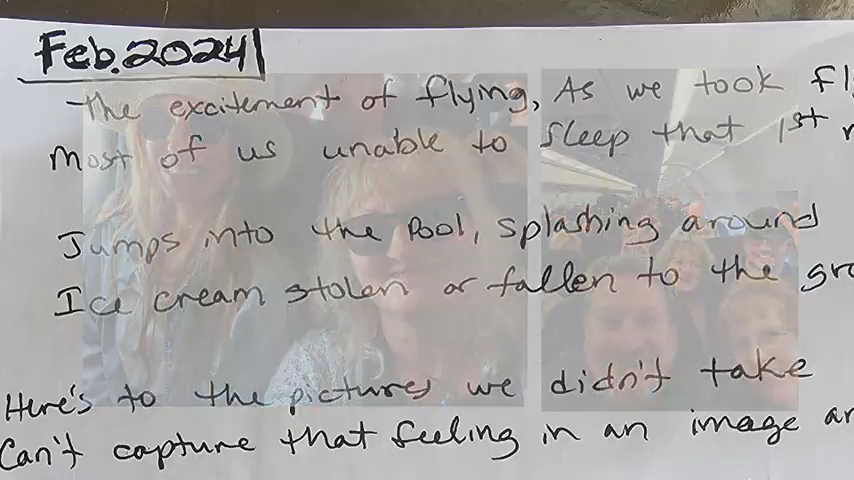 Feb. 2024
The excitement of flying, As we took
Most of us unable to sleep that 1st
Jumps into the pool, splashing around
Ice cream stolen or fallen to the
Here's to the pictures we didn't take
Can't capture that feeling in an image